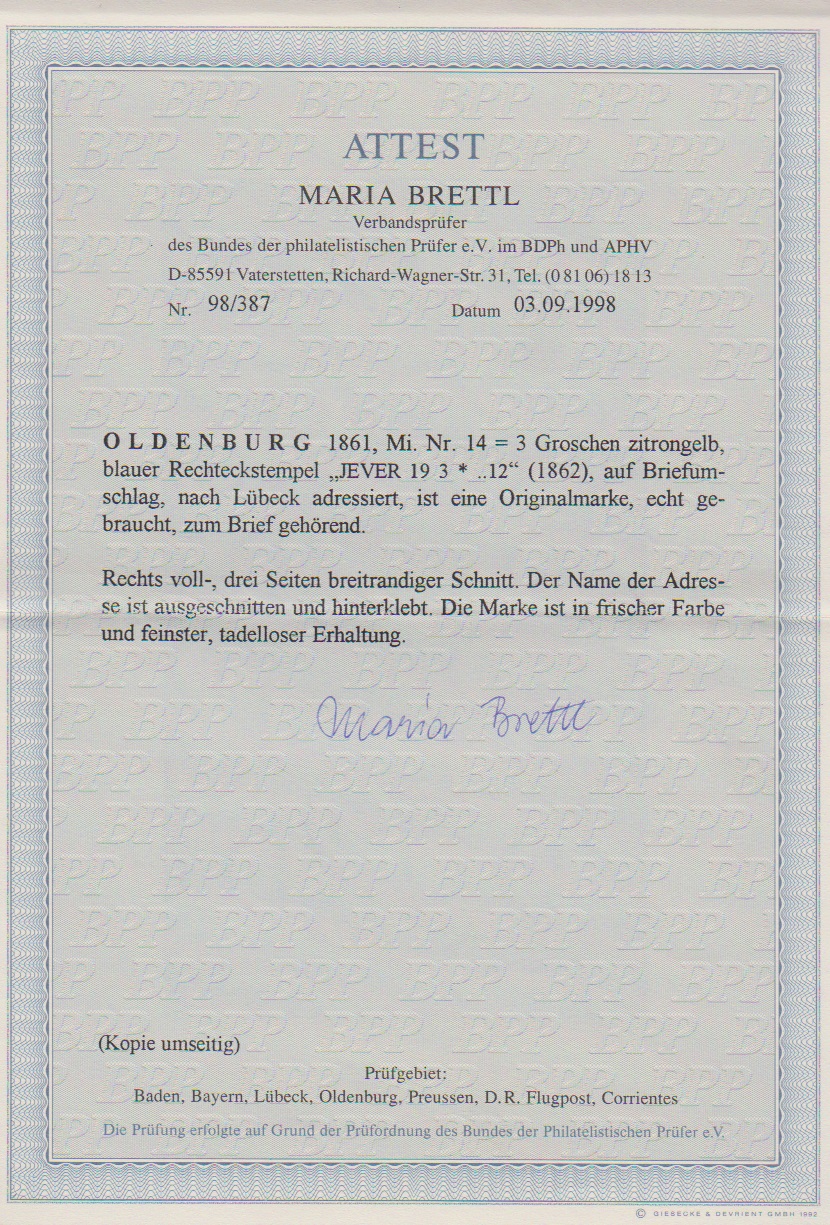 ATTEST
MARIA BRETTL
Verbandsprüfer
des Bundes der philatelistischen Prüfer e.V. im BDPh und APHV
D-85591 Vaterstetten, Richard-Wagner-Str. 31, Tel. (0 81 06) 18 13
Nr. 98/387 Datum 03.09.1998
OLDENBURG 1861, Mi. Nr. 14 = 3 Groschen zitrongelb,
blauer Rechteckstempel „JEVER 19 3 * ..12“ (1862), auf Briefum-
schlag, nach Lübeck adressiert, ist eine Originalmarke, echt ge-
braucht, zum Brief gehörend.
Rechts voll-, drei Seiten breitrandiger Schnitt. Der Name der Adres-
se ist ausgeschnitten und hinterklebt. Die Marke ist in frischer Farbe
und feinster, tadelloser Erhaltung.
Maria Brettl
(Kopie umseitig)
Prüfgebiet:
Baden, Bayern, Lübeck, Oldenburg, Preussen, D.R. Flugpost, Corrientes
Die Prüfung erfolgte auf Grund der Prüfordnung des Bundes der Philatelistischen Prüfer e.V.
© GIESECKE & DEVRIENT GMBH 1992